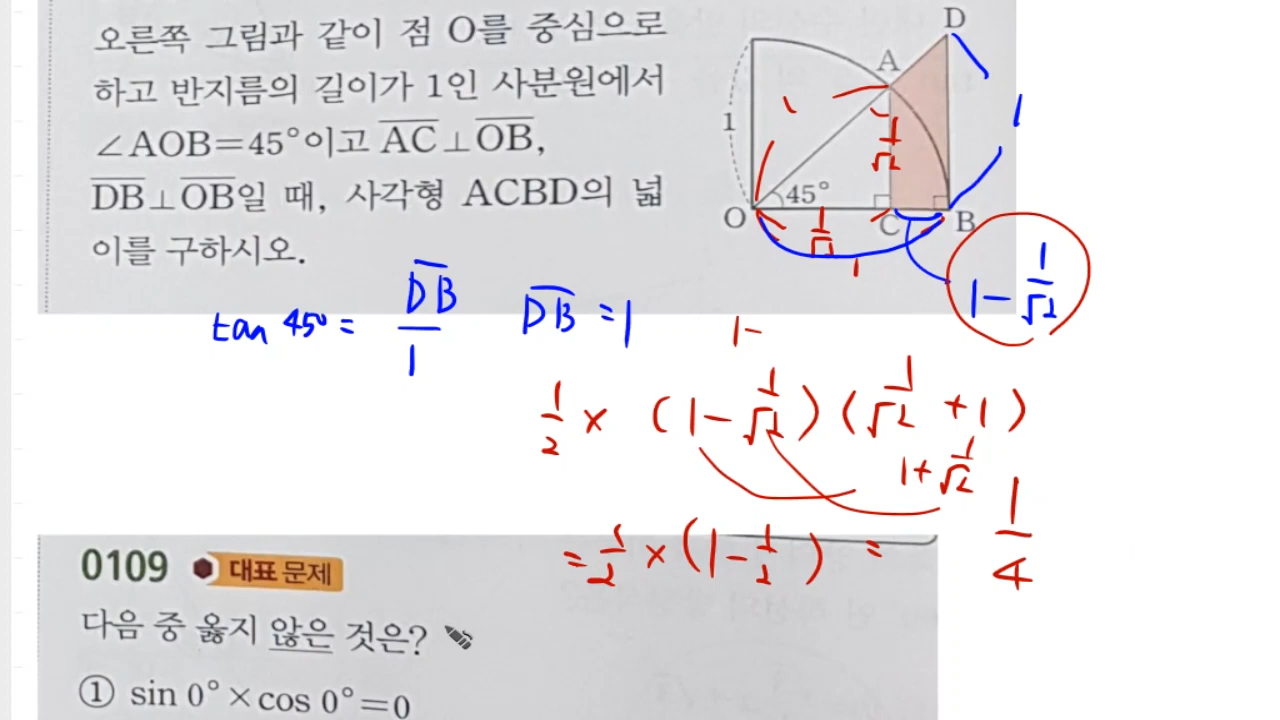 오른쪽 그림과 같이 점 O를 중심으로
하고 반지름의 길이가 1인 사분원에서
∠AOB=45°이고 AC⊥OB,
DB⊥OB일 때, 사각형 ACBD의 넓
이를 구하시오.
D
A
1
1
1/√2
1
45°
O
C
B
1/√2
1
1-1/√2
tan 45° = DB/1
DB = 1
1-
1/2 × (1-1/√2)(1/√2+1)
1+1/√2
=1/2×(1-1/2) = 1/4
0109 대표 문제
다음 중 옳지 않은 것은?
① sin 0°×cos 0°=0